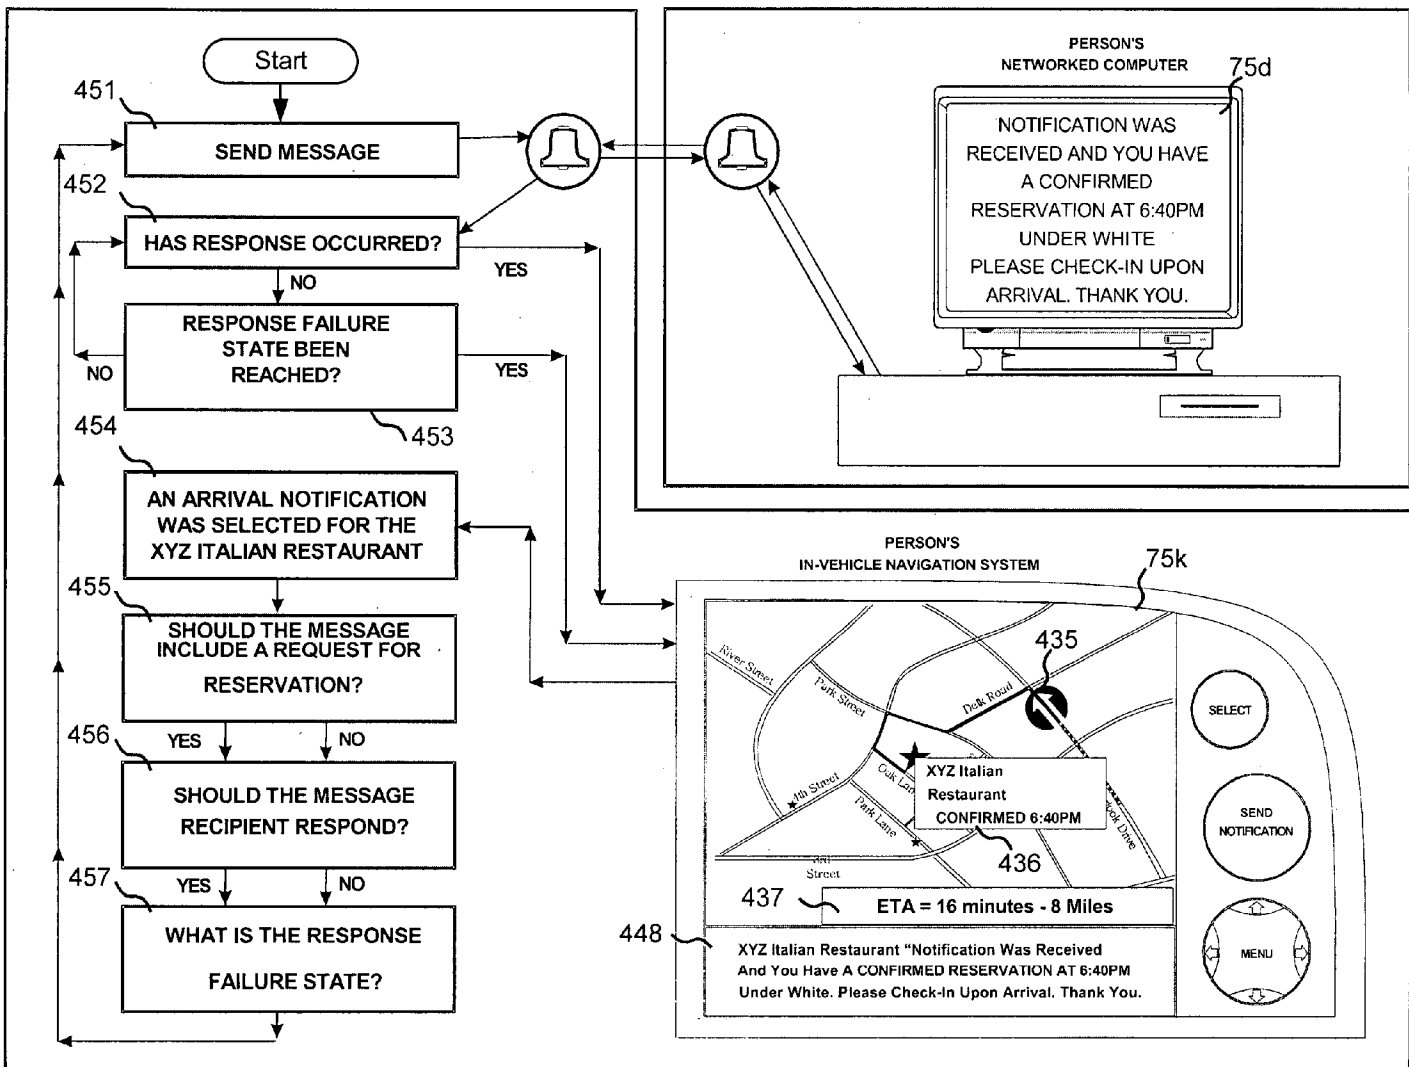 Start
451
SEND MESSAGE
452
HAS RESPONSE OCCURRED?
YES
NO
RESPONSE FAILURE
STATE BEEN
REACHED?
NO
YES
453
454
AN ARRIVAL NOTIFICATION
WAS SELECTED FOR THE
XYZ ITALIAN RESTAURANT
455
SHOULD THE MESSAGE
INCLUDE A REQUEST FOR
RESERVATION?
YES
NO
456
SHOULD THE MESSAGE
RECIPIENT RESPOND?
YES
NO
457
WHAT IS THE RESPONSE
FAILURE STATE?
PERSON'S
NETWORKED COMPUTER
75d
NOTIFICATION WAS
RECEIVED AND YOU HAVE
A CONFIRMED
RESERVATION AT 6:40PM
UNDER WHITE
PLEASE CHECK-IN UPON
ARRIVAL. THANK YOU.
PERSON'S
IN-VEHICLE NAVIGATION SYSTEM
75k
435
River Street
Park Street
Delk Road
4th Street
Oak Lan
Park Lane
ook Drive
3rd
Street
XYZ Italian
Restaurant
CONFIRMED 6:40PM
436
437
ETA = 16 minutes - 8 Miles
448
XYZ Italian Restaurant "Notification Was Received
And You Have A CONFIRMED RESERVATION AT 6:40PM
Under White. Please Check-In Upon Arrival. Thank You.
SELECT
SEND
NOTIFICATION
MENU